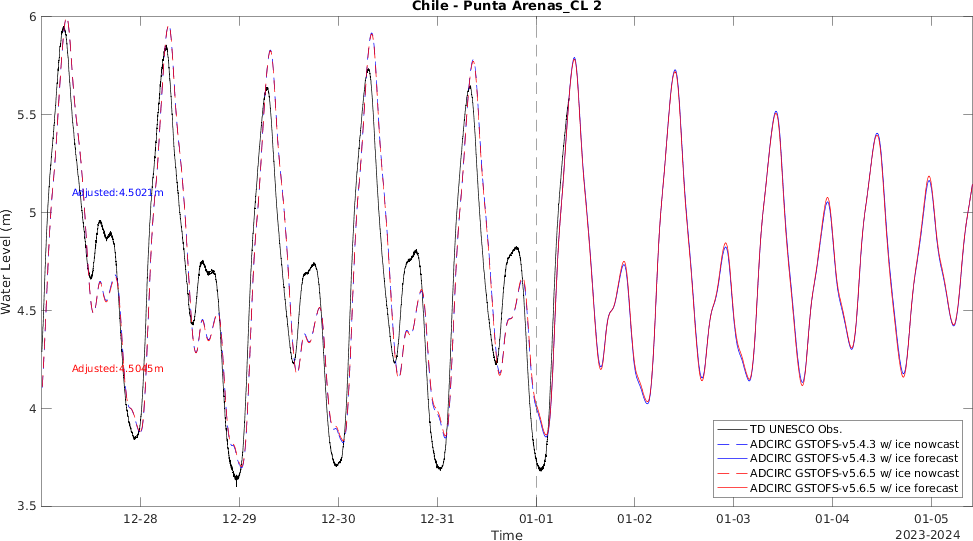 Chile - Punta Arenas_CL 2
6
5.5
5
4.5
4
3.5
Water Level (m)
Adjusted:4.5021m
Adjusted:4.5045m
TD UNESCO Obs.
ADCIRC GSTOFS-v5.4.3 w/ ice nowcast
ADCIRC GSTOFS-v5.4.3 w/ ice forecast
ADCIRC GSTOFS-v5.6.5 w/ ice nowcast
ADCIRC GSTOFS-v5.6.5 w/ ice forecast
12-28 12-29 12-30 12-31 01-01 01-02 01-03 01-04 01-05
Time
2023-2024